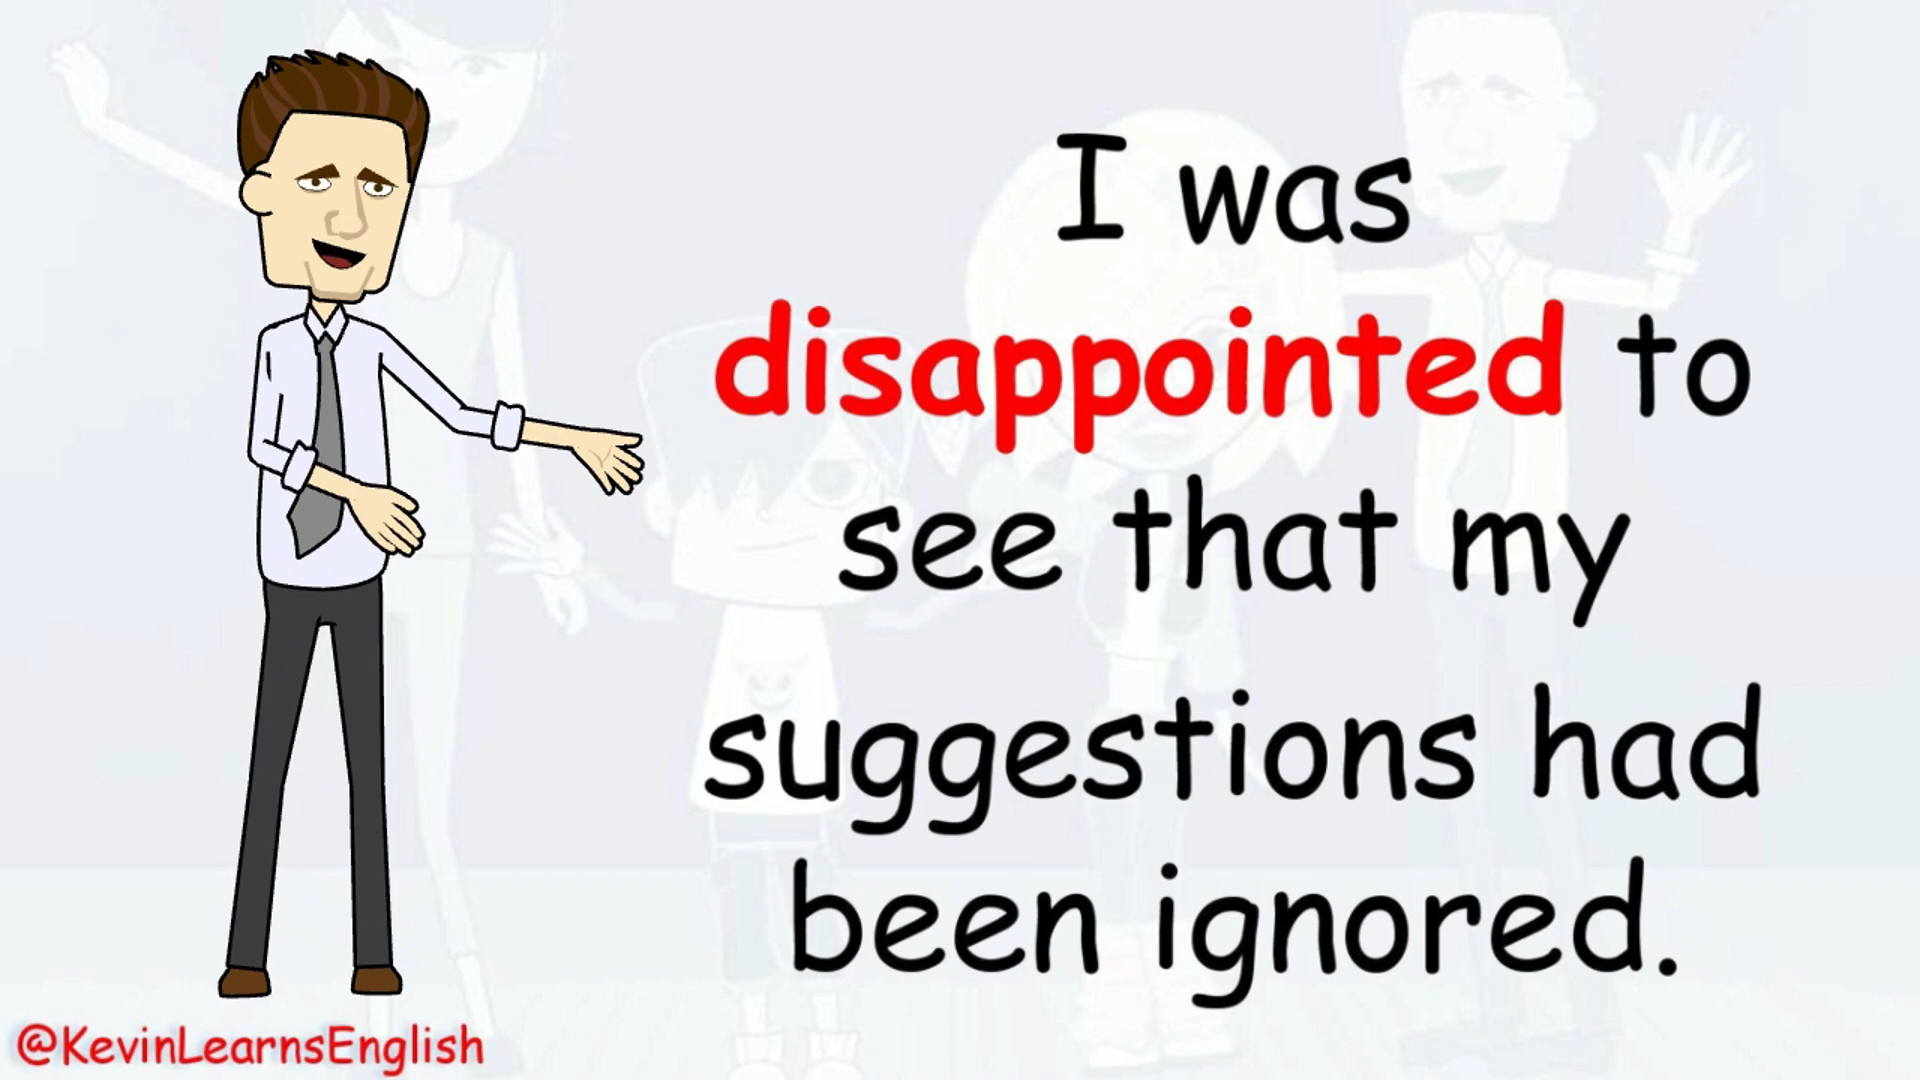 I was
disappointed to
see that my
suggestions had
been ignored.
@KevinLearnsEnglish